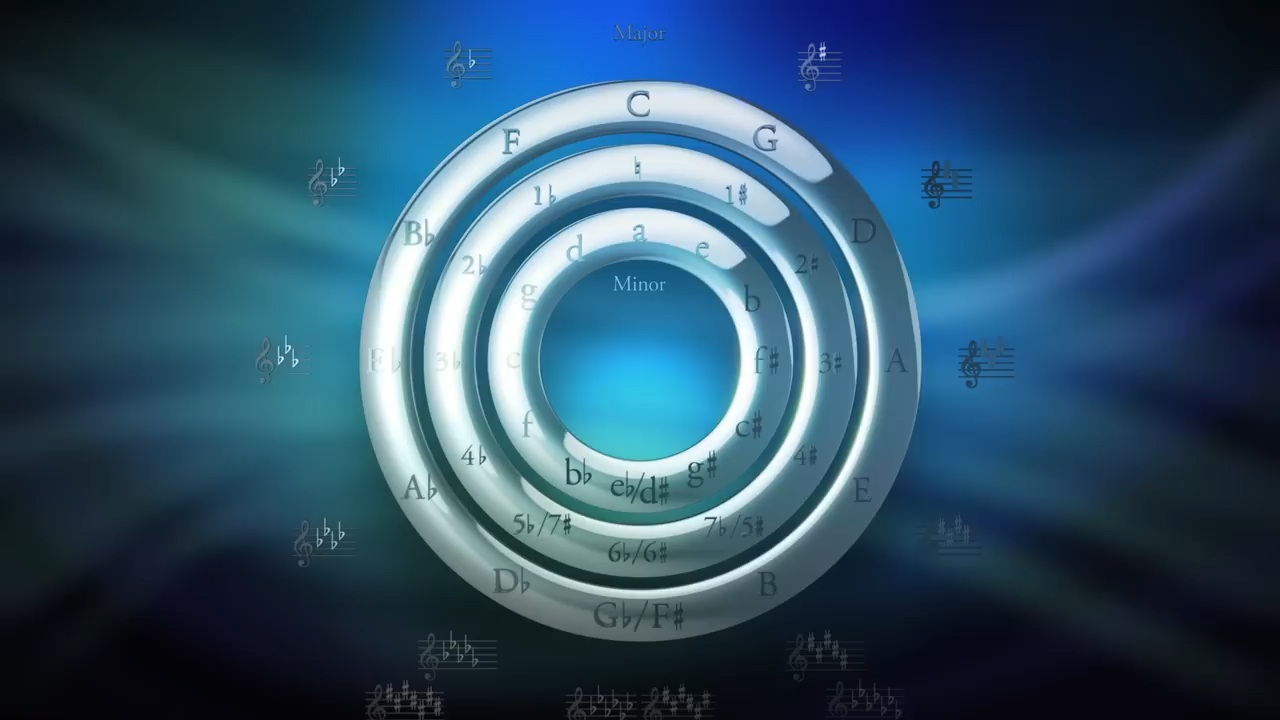 Major
C
F
G
♮
1♭
1♯
B♭
D
a
d
e
2♭
2♯
Minor
g
b
E♭
3♭
c
f♯
3♯
A
f
c♯
4♭
4♯
b♭
g♯
A♭
e♭/d♯
E
5♭/7♯
7♭/5♯
6♭/6♯
D♭
B
G♭/F♯